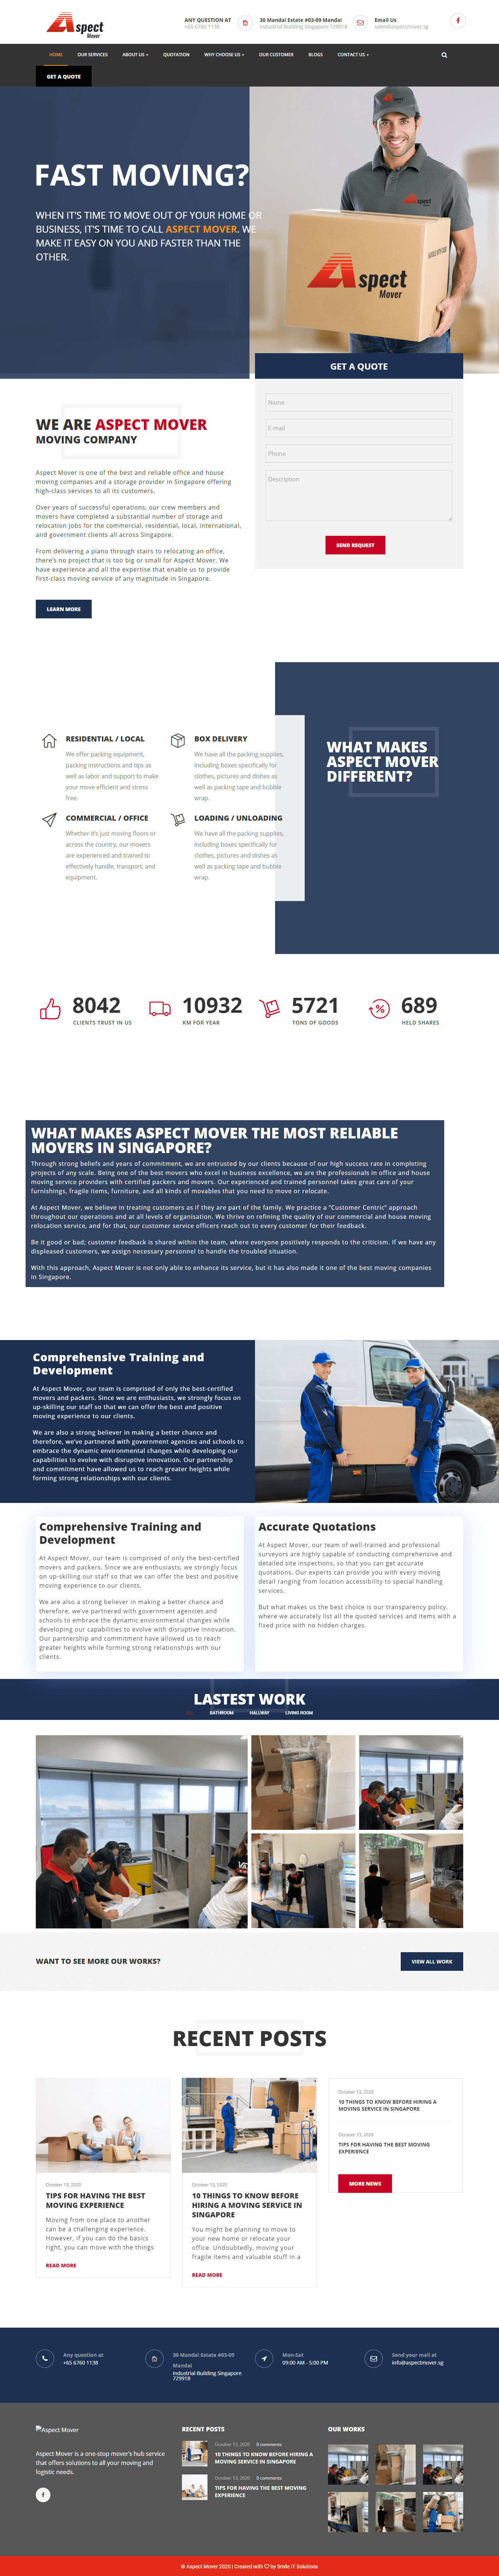 Aspect
Mover
ANY QUESTION AT
+65 6760 1138
30 Mandai Estate #03-09 Mandai
Industrial Building Singapore 729918
Email Us
sales@aspectmover.sg
HOME
OUR SERVICES
ABOUT US
QUOTATION
WHY CHOOSE US
OUR CUSTOMER
BLOGS
CONTACT US
GET A QUOTE
FAST MOVING?
WHEN IT'S TIME TO MOVE OUT OF YOUR HOME OR
BUSINESS, IT'S TIME TO CALL ASPECT MOVER. WE
MAKE IT EASY ON YOU AND FASTER THAN THE
OTHER.
Aspect
Mover
GET A QUOTE
Name
E-mail
Phone
Description
SEND REQUEST
WE ARE ASPECT MOVER
MOVING COMPANY
Aspect Mover is one of the best and reliable office and house
moving companies and a storage provider in Singapore offering
high-class services to all its customers.
Over years of successful operations, our crew members and
movers have completed a substantial number of storage and
relocation jobs for the commercial, residential, local, international,
and government clients all across Singapore.
From delivering a piano through stairs to relocating an office,
there's no project that is too big or small for Aspect Mover. We
have experience and all the expertise that enable us to provide
first-class moving service of any magnitude in Singapore.
LEARN MORE
RESIDENTIAL / LOCAL
We offer packing equipment,
packing instructions and tips as
well as labor and support to make
your move efficient and stress
free.
BOX DELIVERY
We have all the packing supplies,
including boxes specifically for
clothes, pictures and dishes as
well as packing tape and bubble
wrap.
COMMERCIAL / OFFICE
Whether it's just moving floors or
across the country, our movers
are experienced and trained to
effectively handle, transport, and
equipment.
LOADING / UNLOADING
We have all the packing supplies,
including boxes specifically for
clothes, pictures and dishes as
well as packing tape and bubble
wrap.
WHAT MAKES
ASPECT MOVER
DIFFERENT?
8042
CLIENTS TRUST IN US
10932
KM FOR YEAR
5721
TONS OF GOODS
689
HELD SHARES
WHAT MAKES ASPECT MOVER THE MOST RELIABLE
MOVERS IN SINGAPORE?
Through strong beliefs and years of commitment, we are entrusted by our clients because of our high success rate in completing
projects of any scale. Being one of the best movers who excel in business excellence, we are the professionals in office and house
moving service providers with certified packers and movers. Our experienced and trained personnel takes great care of your
furnishings, fragile items, furniture, and all kinds of movables that you need to move or relocate.
At Aspect Mover, we believe in treating customers as if they are part of the family. We practice a "Customer Centric" approach
throughout our operations and at all levels of organisation. We thrive on refining the quality of our commercial and house moving
relocation service, and for that, our customer service officers reach out to every customer for their feedback.
Be it good or bad; customer feedback is shared within the team, where everyone positively responds to the criticism. If we have any
displeased customers, we assign necessary personnel to handle the troubled situation.
With this approach, Aspect Mover is not only able to enhance its service, but it has also made it one of the best moving companies
in Singapore.
Comprehensive Training and
Development
At Aspect Mover, our team is comprised of only the best-certified
movers and packers. Since we are enthusiasts, we strongly focus on
up-skilling our staff so that we can offer the best and positive
moving experience to our clients.
We are also a strong believer in making a better chance and
therefore, we've partnered with government agencies and schools to
embrace the dynamic environmental changes while developing our
capabilities to evolve with disruptive innovation. Our partnership
and commitment have allowed us to reach greater heights while
forming strong relationships with our clients.
Comprehensive Training and
Development
At Aspect Mover, our team is comprised of only the best-certified
movers and packers. Since we are enthusiasts, we strongly focus
on up-skilling our staff so that we can offer the best and positive
moving experience to our clients.
We are also a strong believer in making a better chance and
therefore, we've partnered with government agencies and
schools to embrace the dynamic environmental changes while
developing our capabilities to evolve with disruptive innovation.
Our partnership and commitment have allowed us to reach
greater heights while forming strong relationships with our
clients.
Accurate Quotations
At Aspect Mover, our team of well-trained and professional
surveyors are highly capable of conducting comprehensive and
detailed site inspections, so that you can get accurate
quotations. Our experts can provide you with every moving
detail ranging from location accessibility to special handling
services.
But what makes us the best choice is our transparency policy,
where we accurately list all the quoted services and items with a
fixed price with no hidden charges.
LASTEST WORK
BATHROOM
HALLWAY
LIVING ROOM
WANT TO SEE MORE OUR WORKS?
VIEW ALL WORK
RECENT POSTS
October 13, 2020
TIPS FOR HAVING THE BEST
MOVING EXPERIENCE
Moving from one place to another
can be a challenging experience.
However, if you can do the basics
right, you can move with the things
READ MORE
October 13, 2020
10 THINGS TO KNOW BEFORE
HIRING A MOVING SERVICE IN
SINGAPORE
You might be planning to move to
your new home or relocate your
office. Undoubtedly, moving your
fragile items and valuable stuff in a
READ MORE
October 13, 2020
10 THINGS TO KNOW BEFORE HIRING A
MOVING SERVICE IN SINGAPORE
October 13, 2020
TIPS FOR HAVING THE BEST MOVING
EXPERIENCE
MORE NEWS
Any question at
+65 6760 1138
30 Mandai Estate #03-09
Mandai
Industrial Building Singapore
729918
Mon-Sat
09:00 AM - 5:00 PM
Send your mail at
info@aspectmover.sg
Aspect Mover
Aspect Mover is a one-stop mover's hub service
that offers solutions to all your moving and
logistic needs.
RECENT POSTS
October 13, 2020 0 comments
10 THINGS TO KNOW BEFORE HIRING A
MOVING SERVICE IN SINGAPORE
October 13, 2020 0 comments
TIPS FOR HAVING THE BEST MOVING
EXPERIENCE
OUR WORKS
© Aspect Mover 2020 | Created with by Smile IT Solutions